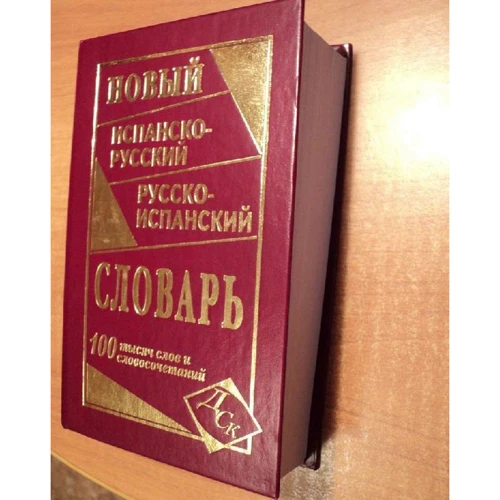 НОВЫЙ
ИСПАНСКО-
РУССКИЙ
РУССКО-
ИСПАНСКИЙ
СЛОВАРЬ
100 тысяч слов и
словосочетаний
ДСК